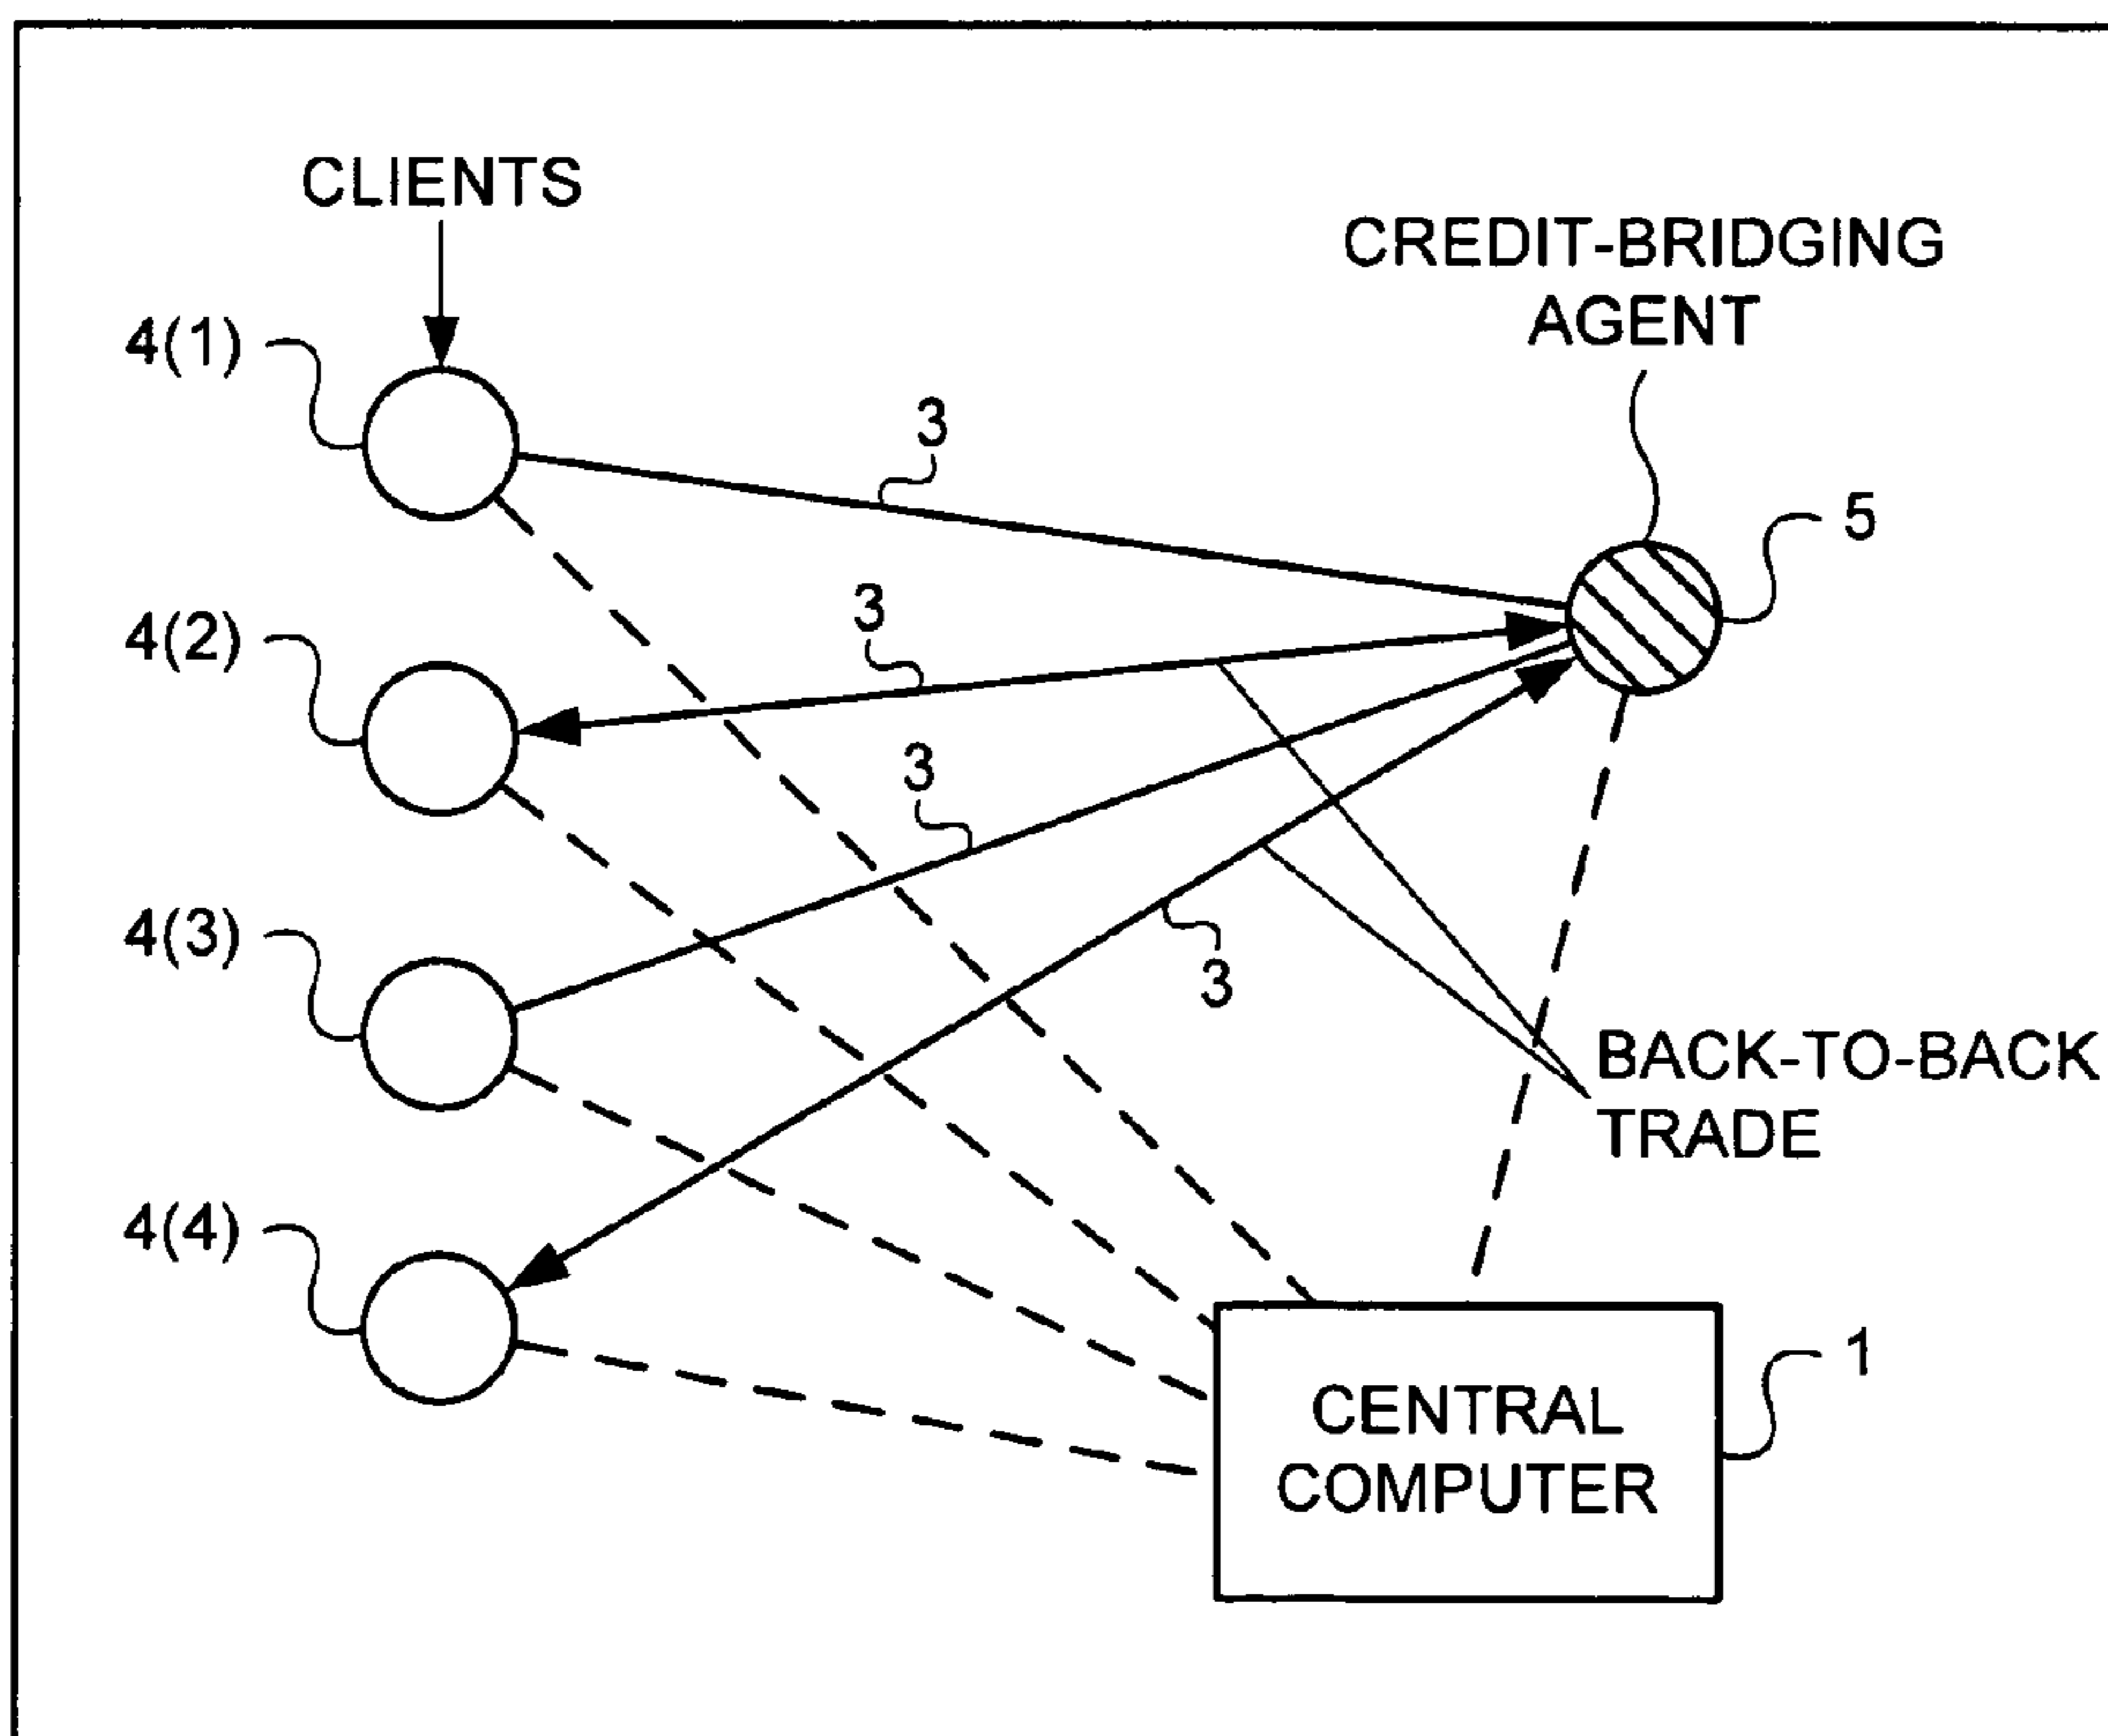 CLIENTS
CREDIT-BRIDGING
AGENT
4(1)
3
5
3
4(2)
3
4(3)
3
BACK-TO-BACK
TRADE
4(4)
1
CENTRAL
COMPUTER